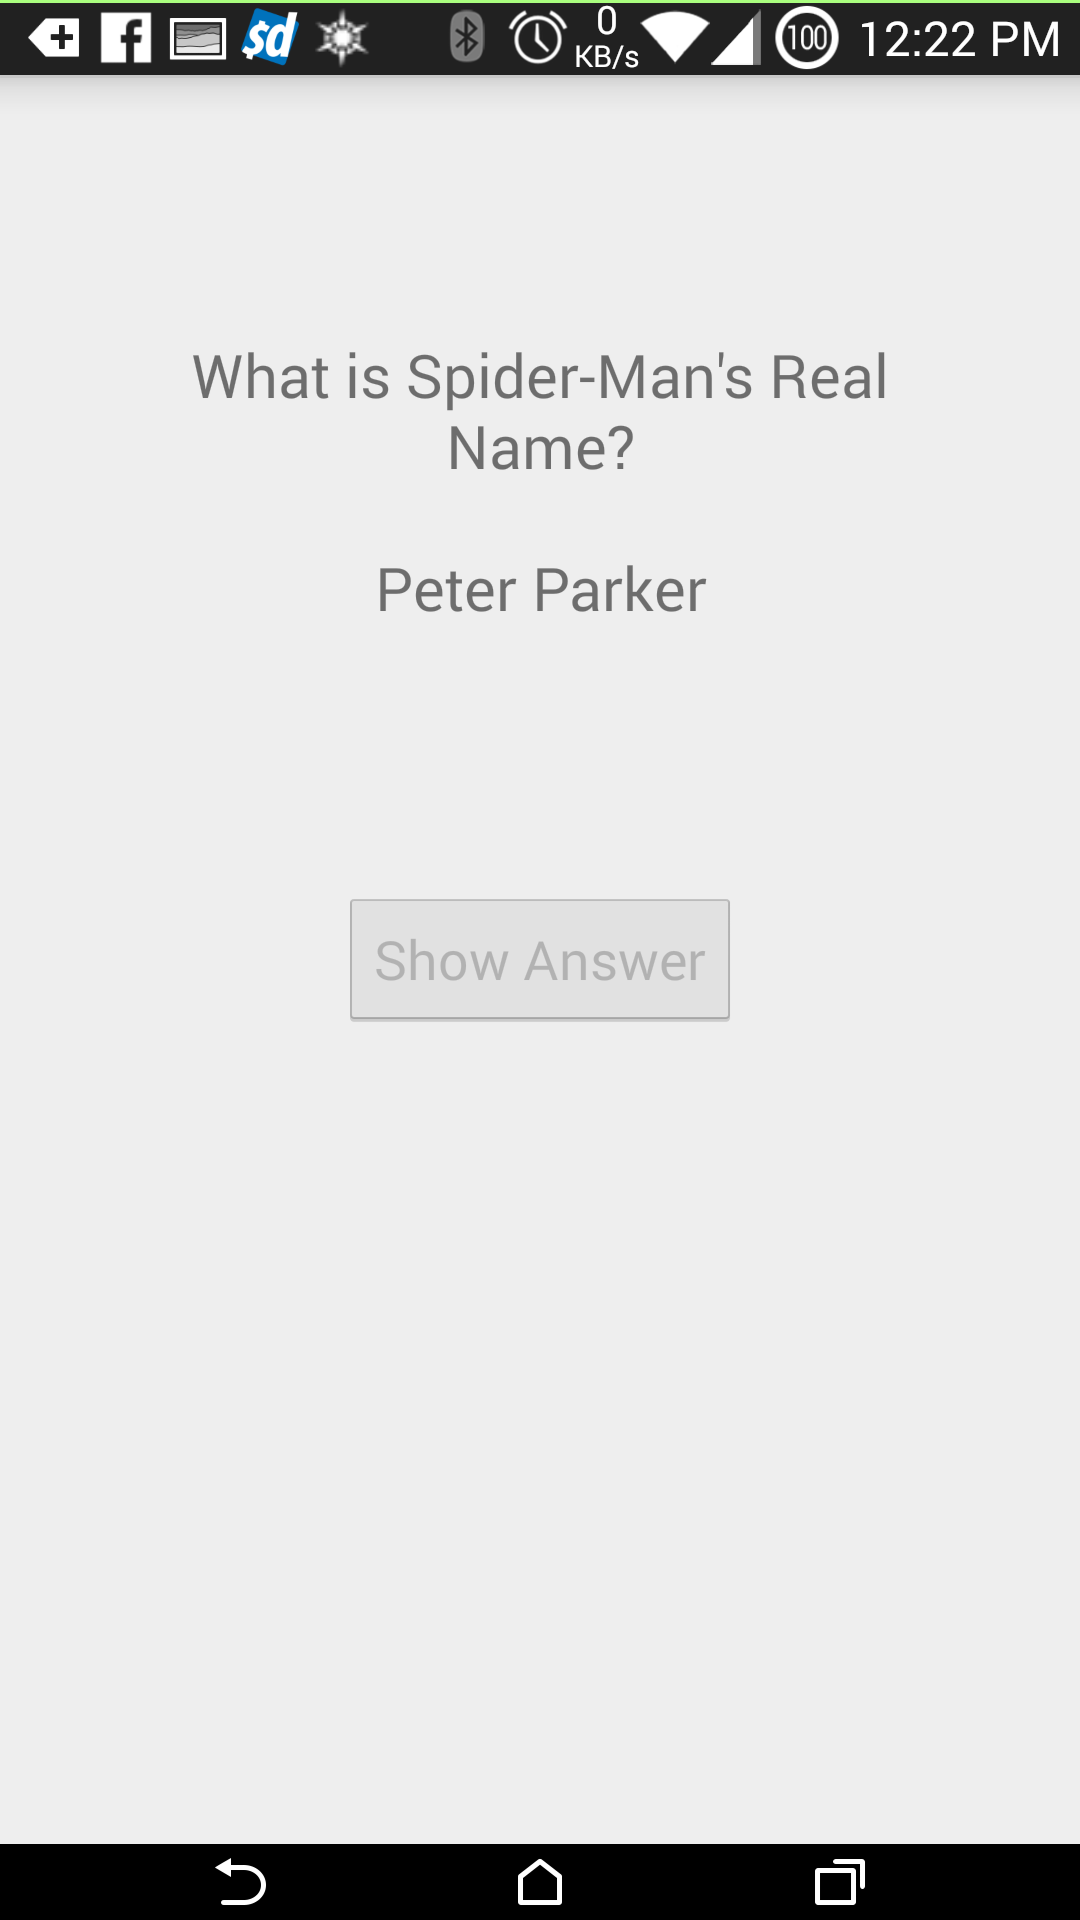 $d 0 KB/s 100 12:22 PM
What is Spider-Man's Real
Name?
Peter Parker
Show Answer